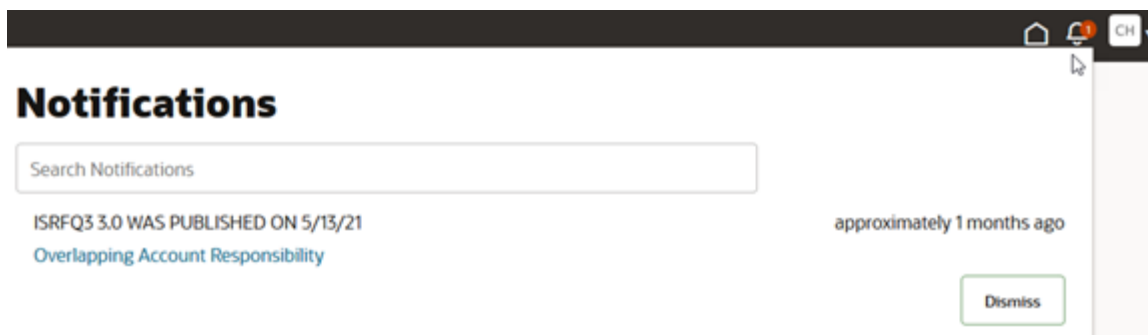 1
CH
Notifications
Search Notifications
ISRFQ3 3.0 WAS PUBLISHED ON 5/13/21
approximately 1 months ago
Overlapping Account Responsibility
Dismiss